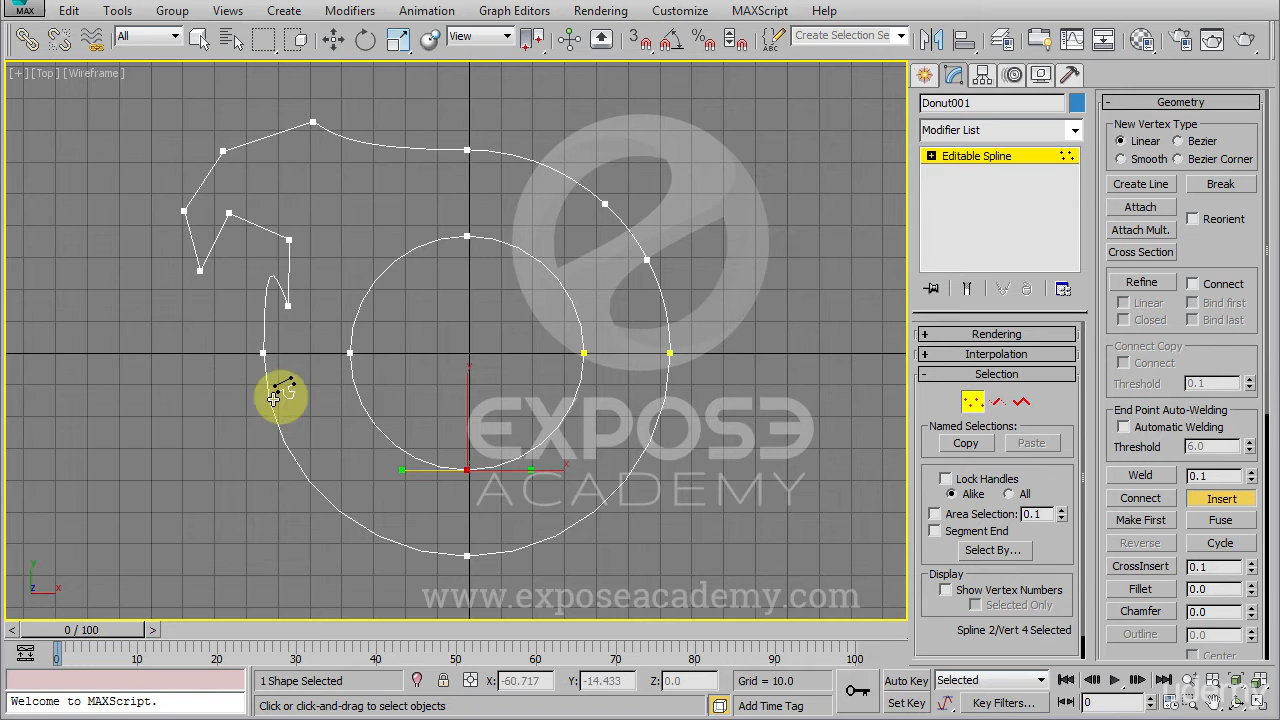 MAX Edit Tools Group Views Create Modifiers Animation Graph Editors Rendering Customize MAXScript Help
All View 3 Create Selection Se
[+][Top][Wireframe]
Donut001
Modifier List
Editable Spline
Rendering
Interpolation
Selection
Named Selections:
Copy Paste
Lock Handles
Alike All
Area Selection: 0.1
Segment End
Select By...
Display
Show Vertex Numbers
Selected Only
Spline 2/Vert 4 Selected
Geometry
New Vertex Type
Linear Bezier
Smooth Bezier Corner
Create Line Break
Attach
Reorient
Attach Mult.
Cross Section
Refine Connect
Linear Bind first
Closed Bind last
Connect Copy
Connect
Threshold 0.1
End Point Auto-Welding
Automatic Welding
Threshold 6.0
Weld 0.1
Connect Insert
Make First Fuse
Reverse Cycle
CrossInsert 0.1
Fillet 0.0
Chamfer 0.0
Outline 0.0
Center
EXPOSE
ACADEMY
www.exposeacademy.com
y
x
z
x
y
< 0 / 100 >
0 10 20 30 40 50 60 70 80 90 100
1 Shape Selected X: -60.717 Y: -14.433 Z: 0.0 Grid = 10.0 Auto Key Selected
Welcome to MAXScript. Click or click-and-drag to select objects Add Time Tag Set Key Key Filters... 0
udemy